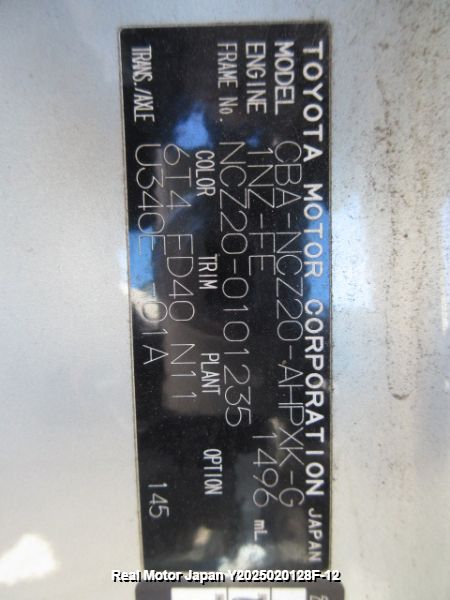 TOYOTA MOTOR CORPORATION JAPAN
MODEL CBA-NCZ20-AHPXK-G
ENGINE 1NZ-FE 1496 mL
FRAME No. NCZ20-0101235
COLOR TRIM PLANT OPTION
6T4 ED40 N11
TRANS./AXLE U340E -01A 145
Real Motor Japan Y2025020128F-12